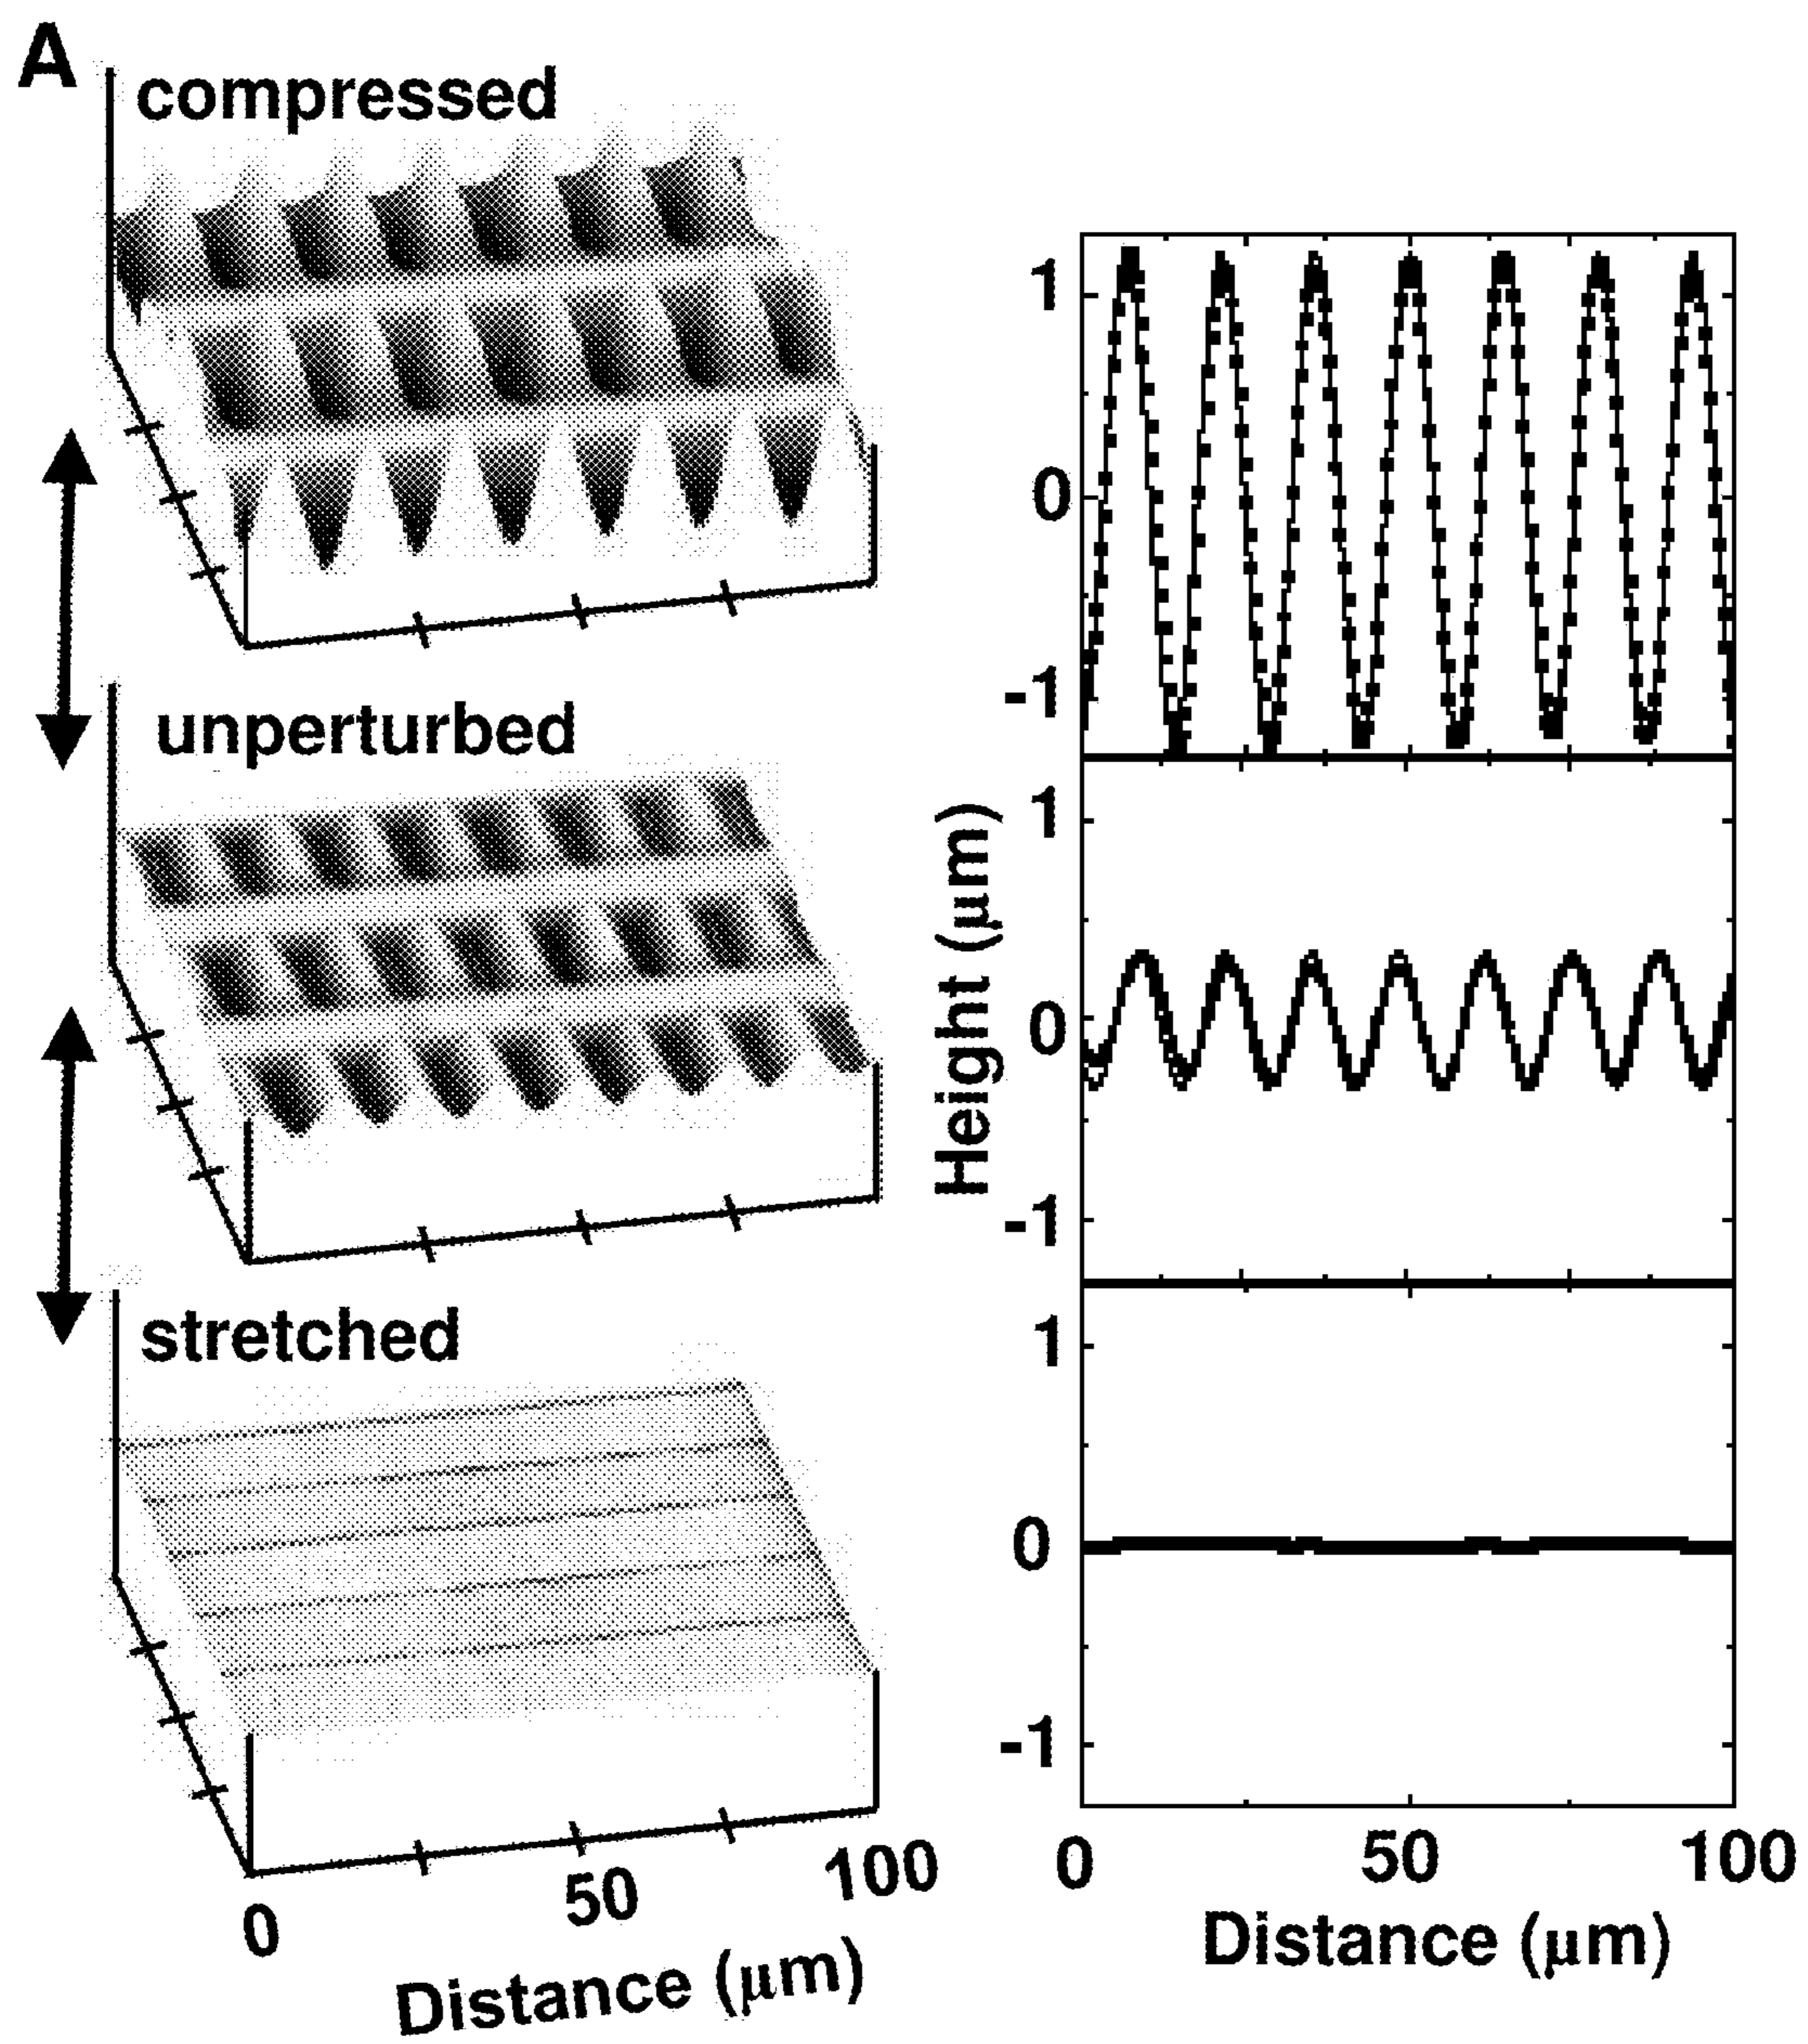 A
compressed
unperturbed
stretched
0
50
100
Distance (μm)
Height (μm)
1
0
-1
1
0
-1
1
0
-1
0
50
100
Distance (μm)